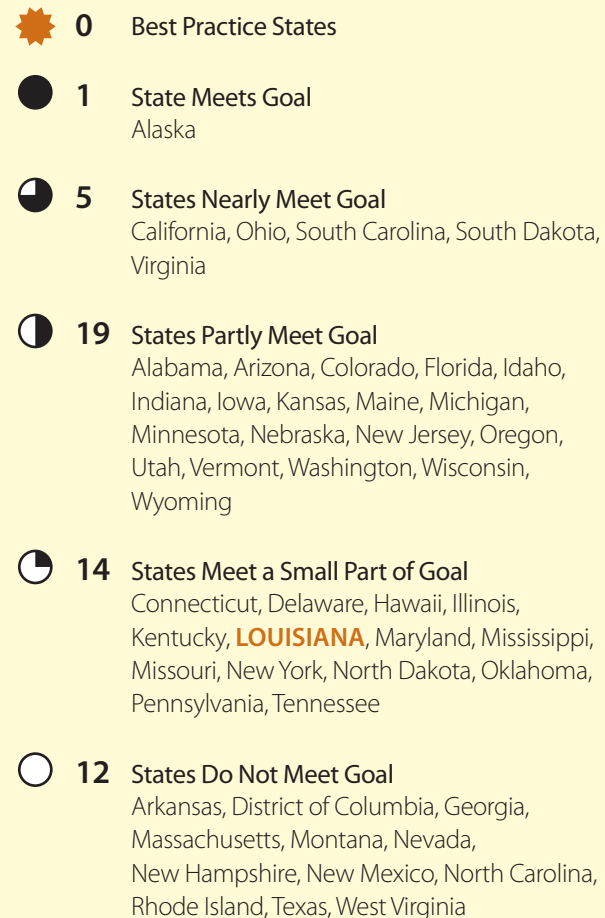 0 Best Practice States
1 State Meets Goal
Alaska
5 States Nearly Meet Goal
California, Ohio, South Carolina, South Dakota,
Virginia
19 States Partly Meet Goal
Alabama, Arizona, Colorado, Florida, Idaho,
Indiana, Iowa, Kansas, Maine, Michigan,
Minnesota, Nebraska, New Jersey, Oregon,
Utah, Vermont, Washington, Wisconsin,
Wyoming
14 States Meet a Small Part of Goal
Connecticut, Delaware, Hawaii, Illinois,
Kentucky, LOUISIANA, Maryland, Mississippi,
Missouri, New York, North Dakota, Oklahoma,
Pennsylvania, Tennessee
12 States Do Not Meet Goal
Arkansas, District of Columbia, Georgia,
Massachusetts, Montana, Nevada,
New Hampshire, New Mexico, North Carolina,
Rhode Island, Texas, West Virginia